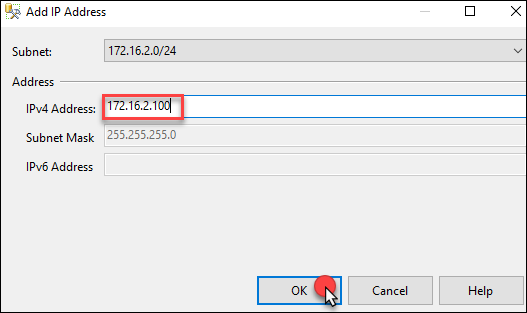 Add IP Address
Subnet: 172.16.2.0/24
Address
IPv4 Address: 172.16.2.100
Subnet Mask 255.255.255.0
IPv6 Address
OK Cancel Help